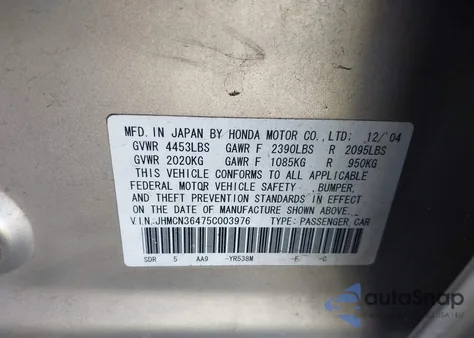 MFD. IN JAPAN BY HONDA MOTOR CO.,LTD; 12/'04
GVWR 4453LBS GAWR F 2390LBS R 2095LBS
GVWR 2020KG GAWR F 1085KG R 950KG
THIS VEHICLE CONFORMS TO ALL APPLICABLE
FEDERAL MOTOR VEHICLE SAFETY , BUMPER,
AND THEFT PREVENTION STANDARDS IN
EFFECT ON THE DATE OF MANUFACTURE
SHOWN ABOVE.
V.I.N.:JHMCN36475C003976 TYPE: PASSENGER CAR
SDR 5 AA9 -YR538M -E -C
autoSnap